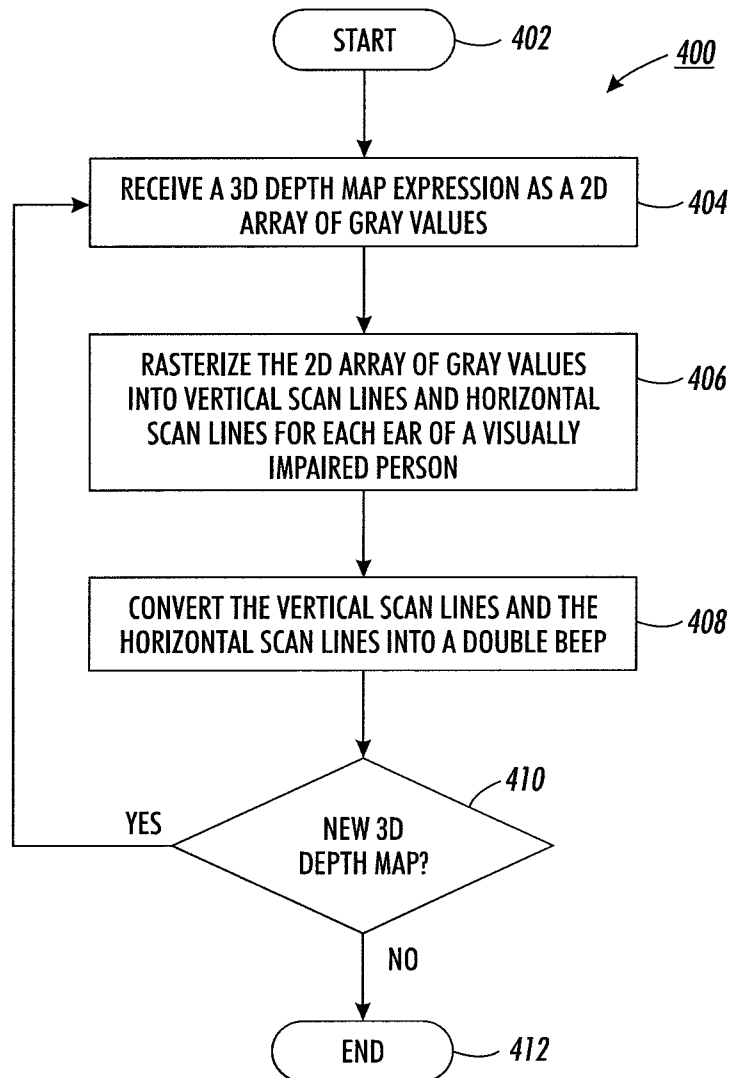 START
402
400
RECEIVE A 3D DEPTH MAP EXPRESSION AS A 2D
ARRAY OF GRAY VALUES
404
RASTERIZE THE 2D ARRAY OF GRAY VALUES
INTO VERTICAL SCAN LINES AND HORIZONTAL
SCAN LINES FOR EACH EAR OF A VISUALLY
IMPAIRED PERSON
406
CONVERT THE VERTICAL SCAN LINES AND THE
HORIZONTAL SCAN LINES INTO A DOUBLE BEEP
408
410
YES
NEW 3D
DEPTH MAP?
NO
END
412